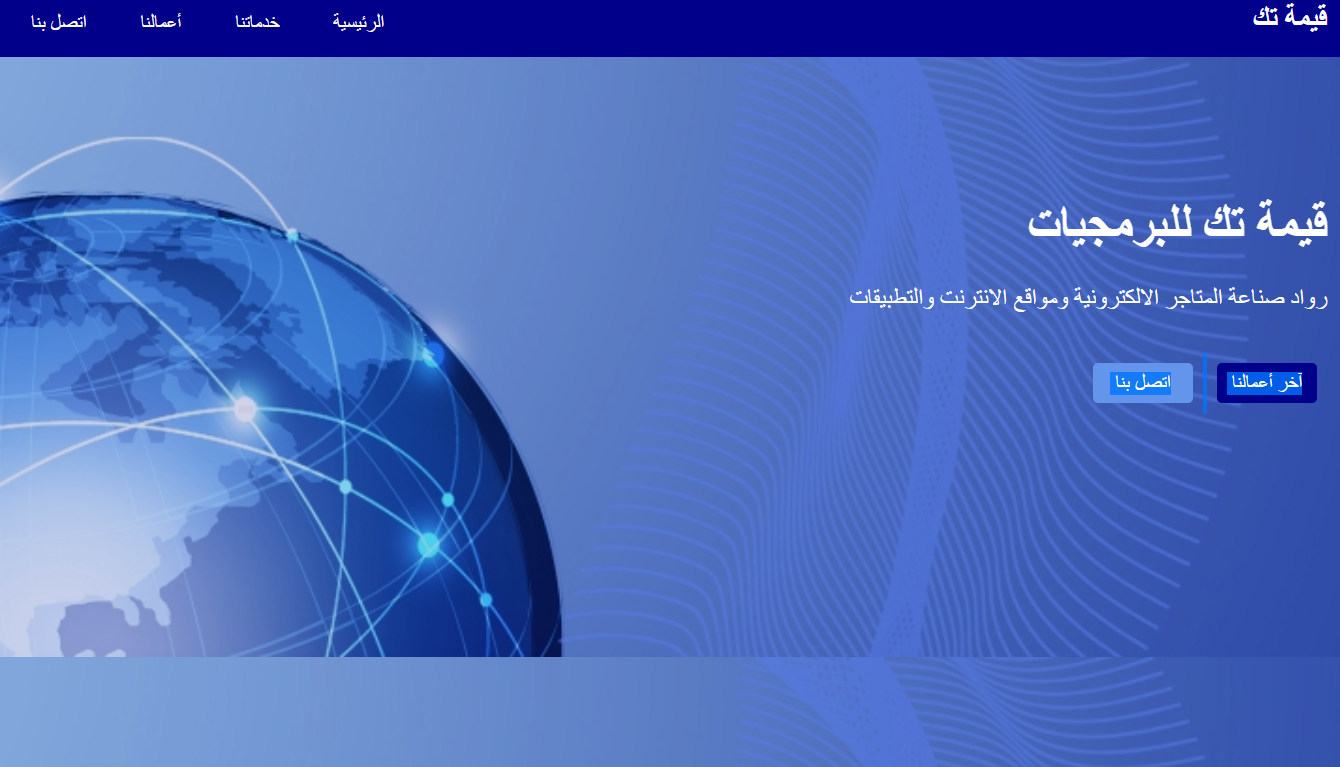 قيمة تك
الرئيسية
خدماتنا
أعمالنا
اتصل بنا
قيمة تك للبرمجيات
رواد صناعة المتاجر الالكترونية ومواقع الانترنت والتطبيقات
آخر أعمالنا
اتصل بنا